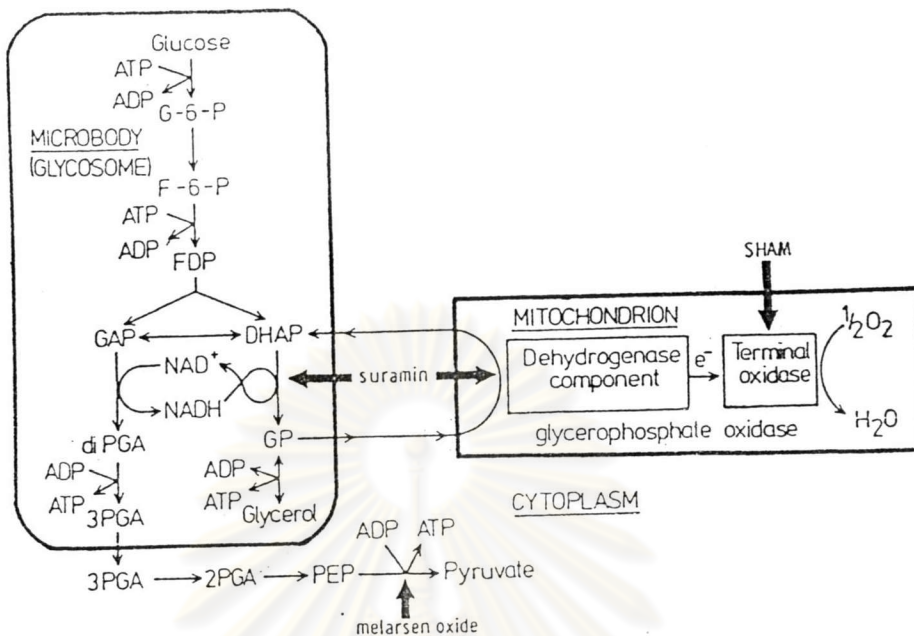 Glucose
ATP
ADP
G-6-P
MICROBODY
(GLYCOSOME)
F-6-P
ATP
ADP
FDP
GAP
DHAP
NAD+
NADH
suramin
diPGA
GP
ADP
ATP
ADP
ATP
3PGA
Glycerol
SHAM
MITOCHONDRION
Dehydrogenase
component
e-
Terminal
oxidase
½O2
H2O
glycerophosphate oxidase
CYTOPLASM
ADP
ATP
3PGA
2PGA
PEP
Pyruvate
melarsen oxide